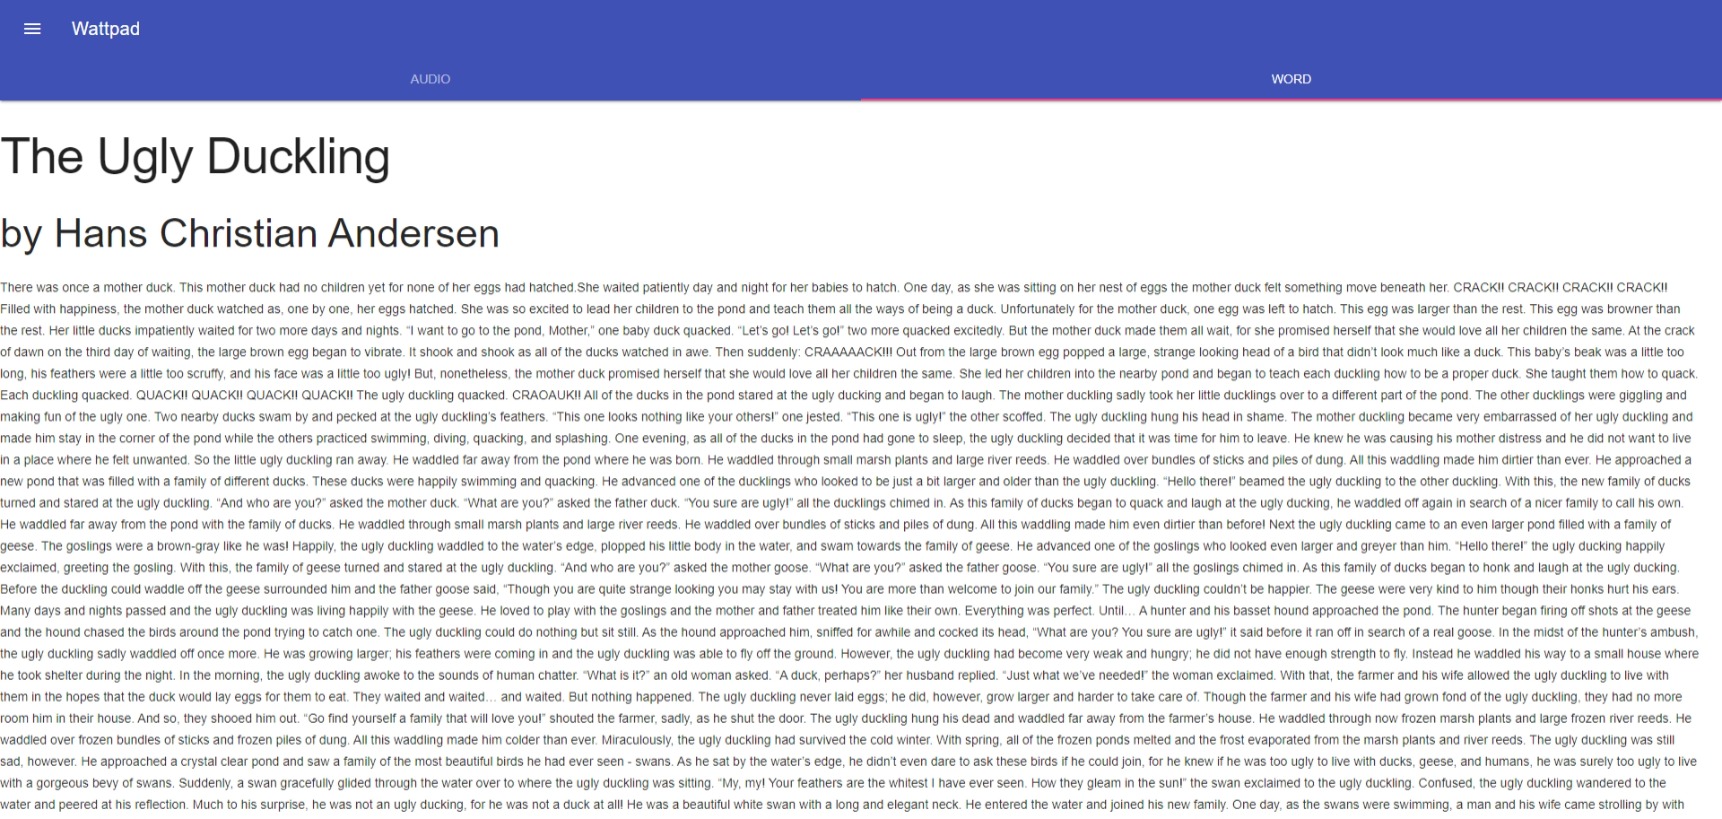 Wattpad
AUDIO
WORD
The Ugly Duckling
by Hans Christian Andersen
There was once a mother duck. This mother duck had no children yet for none of her eggs had hatched.She waited patiently day and night for her babies to hatch. One day, as she was sitting on her nest of eggs the mother duck felt something move beneath her. CRACK!! CRACK!! CRACK!! CRACK!!
Filled with happiness, the mother duck watched as, one by one, her eggs hatched. She was so excited to lead her children to the pond and teach them all the ways of being a duck. Unfortunately for the mother duck, one egg was left to hatch. This egg was larger than the rest. This egg was browner than
the rest. Her little ducks impatiently waited for two more days and nights. “I want to go to the pond, Mother,” one baby duck quacked. “Let’s go! Let’s go!” two more quacked excitedly. But the mother duck made them all wait, for she promised herself that she would love all her children the same. At the crack
of dawn on the third day of waiting, the large brown egg began to vibrate. It shook and shook as all of the ducks watched in awe. Then suddenly: CRAAAAACK!!! Out from the large brown egg popped a large, strange looking head of a bird that didn’t look much like a duck. This baby’s beak was a little too
long, his feathers were a little too scruffy, and his face was a little too ugly! But, nonetheless, the mother duck promised herself that she would love all her children the same. She led her children into the nearby pond and began to teach each duckling how to be a proper duck. She taught them how to quack.
Each duckling quacked. QUACK!! QUACK!! QUACK!! QUACK!! The ugly duckling quacked. CRAOAUK!! All of the ducks in the pond stared at the ugly ducking and began to laugh. The mother duckling sadly took her little ducklings over to a different part of the pond. The other ducklings were giggling and
making fun of the ugly one. Two nearby ducks swam by and pecked at the ugly duckling’s feathers. “This one looks nothing like your others!” one jested. “This one is ugly!” the other scoffed. The ugly duckling hung his head in shame. The mother duckling became very embarrassed of her ugly duckling and
made him stay in the corner of the pond while the others practiced swimming, diving, quacking, and splashing. One evening, as all of the ducks in the pond had gone to sleep, the ugly duckling decided that it was time for him to leave. He knew he was causing his mother distress and he did not want to live
in a place where he felt unwanted. So the little ugly duckling ran away. He waddled far away from the pond where he was born. He waddled through small marsh plants and large river reeds. He waddled over bundles of sticks and piles of dung. All this waddling made him dirtier than ever. He approached a
new pond that was filled with a family of different ducks. These ducks were happily swimming and quacking. He advanced one of the ducklings who looked to be just a bit larger and older than the ugly duckling. “Hello there!” beamed the ugly duckling to the other duckling. With this, the new family of ducks
turned and stared at the ugly duckling. “And who are you?” asked the mother duck. “What are you?” asked the father duck. “You sure are ugly!” all the ducklings chimed in. As this family of ducks began to quack and laugh at the ugly ducking, he waddled off again in search of a nicer family to call his own.
He waddled far away from the pond with the family of ducks. He waddled through small marsh plants and large river reeds. He waddled over bundles of sticks and piles of dung. All this waddling made him even dirtier than before! Next the ugly duckling came to an even larger pond filled with a family of
geese. The goslings were a brown-gray like he was! Happily, the ugly duckling waddled to the water’s edge, plopped his little body in the water, and swam towards the family of geese. He advanced one of the goslings who looked even larger and greyer than him. “Hello there!” the ugly ducking happily
exclaimed, greeting the gosling. With this, the family of geese turned and stared at the ugly duckling. “And who are you?” asked the mother goose. “What are you?” asked the father goose. “You sure are ugly!” all the goslings chimed in. As this family of ducks began to honk and laugh at the ugly ducking.
Before the duckling could waddle off the geese surrounded him and the father goose said, “Though you are quite strange looking you may stay with us! You are more than welcome to join our family.” The ugly duckling couldn’t be happier. The geese were very kind to him though their honks hurt his ears.
Many days and nights passed and the ugly duckling was living happily with the geese. He loved to play with the goslings and the mother and father treated him like their own. Everything was perfect. Until… A hunter and his basset hound approached the pond. The hunter began firing off shots at the geese
and the hound chased the birds around the pond trying to catch one. The ugly duckling could do nothing but sit still. As the hound approached him, sniffed for awhile and cocked its head, “What are you? You sure are ugly!” it said before it ran off in search of a real goose. In the midst of the hunter’s ambush,
the ugly duckling sadly waddled off once more. He was growing larger; his feathers were coming in and the ugly duckling was able to fly off the ground. However, the ugly duckling had become very weak and hungry; he did not have enough strength to fly. Instead he waddled his way to a small house where
he took shelter during the night. In the morning, the ugly duckling awoke to the sounds of human chatter. “What is it?” an old woman asked. “A duck, perhaps?” her husband replied. “Just what we’ve needed!” the woman exclaimed. With that, the farmer and his wife allowed the ugly duckling to live with
them in the hopes that the duck would lay eggs for them to eat. They waited and waited… and waited. But nothing happened. The ugly duckling never laid eggs; he did, however, grow larger and harder to take care of. Though the farmer and his wife had grown fond of the ugly duckling, they had no more
room him in their house. And so, they shooed him out. “Go find yourself a family that will love you!” shouted the farmer, sadly, as he shut the door. The ugly duckling hung his dead and waddled far away from the farmer’s house. He waddled through now frozen marsh plants and large frozen river reeds. He
waddled over frozen bundles of sticks and frozen piles of dung. All this waddling made him colder than ever. Miraculously, the ugly duckling had survived the cold winter. With spring, all of the frozen ponds melted and the frost evaporated from the marsh plants and river reeds. The ugly duckling was still
sad, however. He approached a crystal clear pond and saw a family of the most beautiful birds he had ever seen - swans. As he sat by the water’s edge, he didn’t even dare to ask these birds if he could join, for he knew if he was too ugly to live with ducks, geese, and humans, he was surely too ugly to live
with a gorgeous bevy of swans. Suddenly, a swan gracefully glided through the water over to where the ugly duckling was sitting. “My, my! Your feathers are the whitest I have ever seen. How they gleam in the sun!” the swan exclaimed to the ugly duckling. Confused, the ugly duckling wandered to the
water and peered at his reflection. Much to his surprise, he was not an ugly ducking, for he was not a duck at all! He was a beautiful white swan with a long and elegant neck. He entered the water and joined his new family. One day, as the swans were swimming, a man and his wife came strolling by with